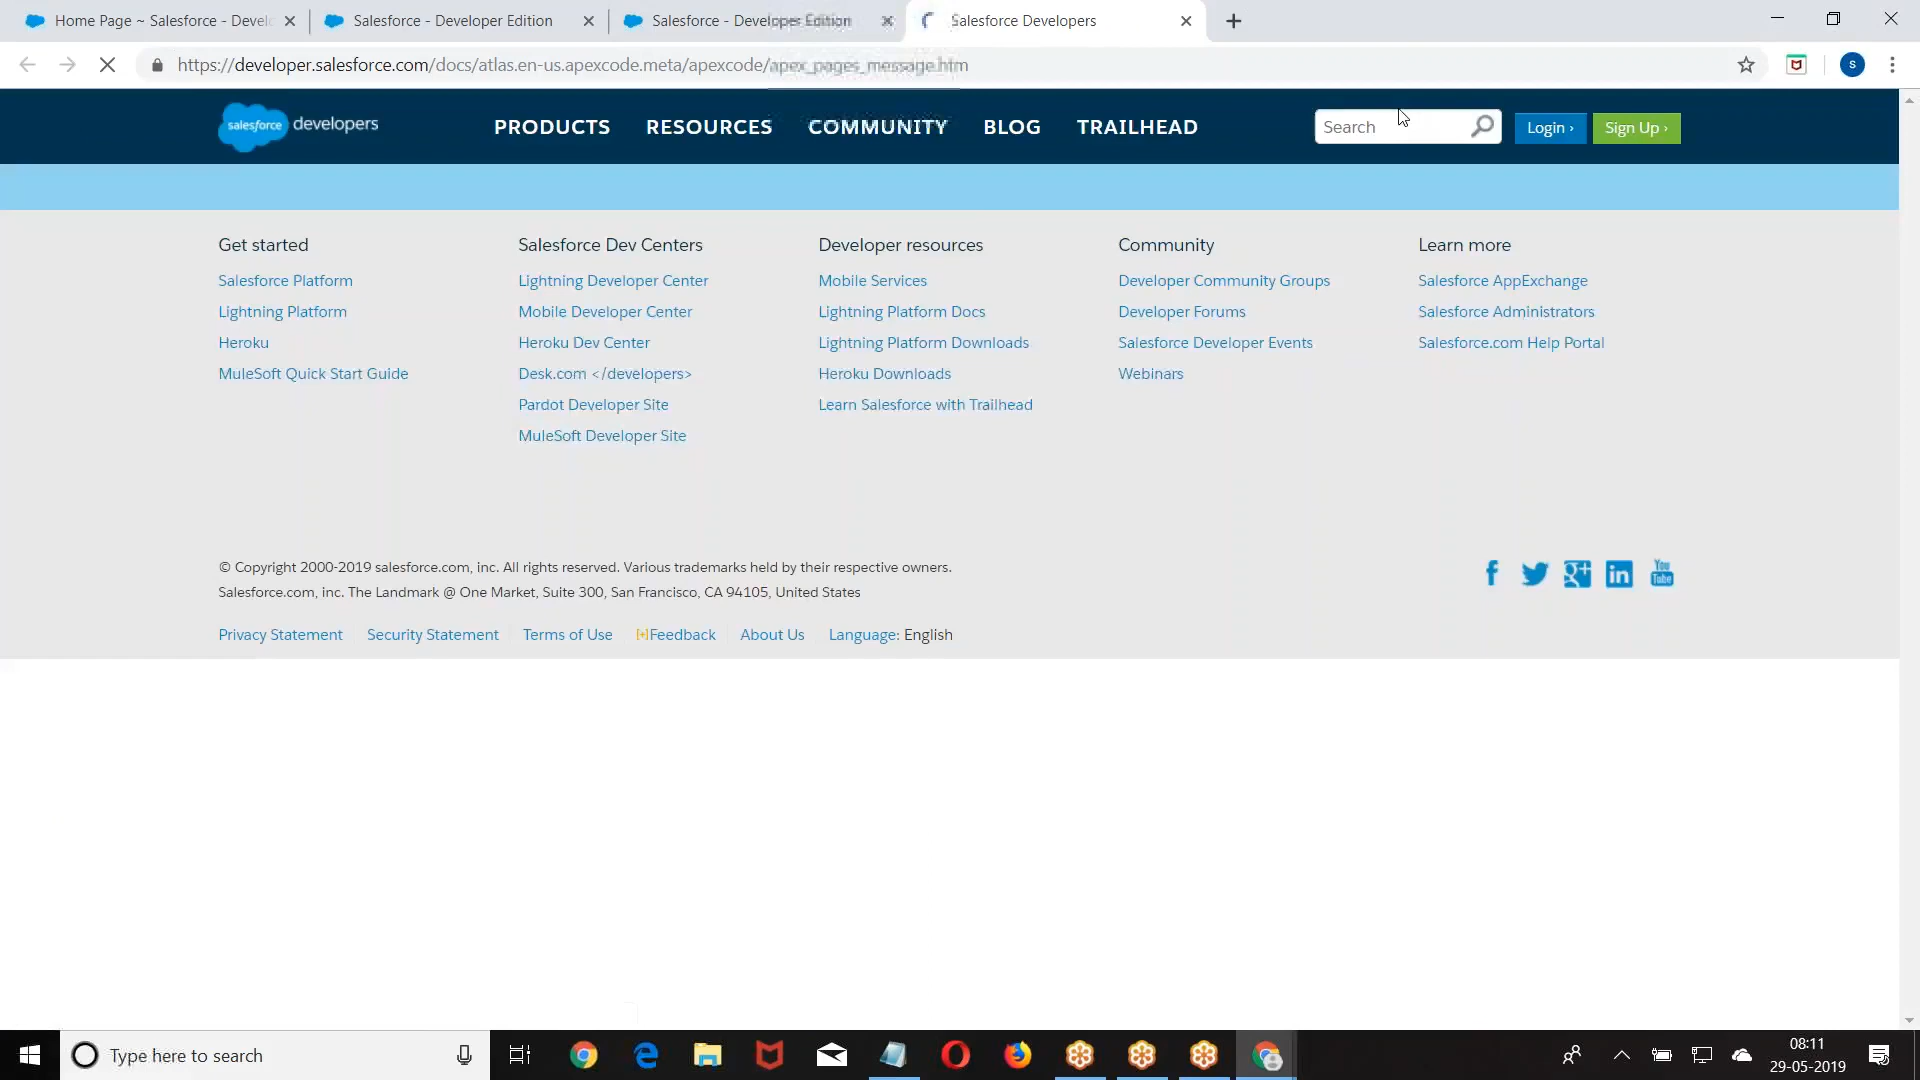 Home Page ~ Salesforce - Develo
Salesforce - Developer Edition
Salesforce - Developer Edition
Salesforce Developers
https://developer.salesforce.com/docs/atlas.en-us.apexcode.meta/apexcode/apex_pages_message.htm
S
salesforce developers
PRODUCTS RESOURCES COMMUNITY BLOG TRAILHEAD
Search
Login ›
Sign Up ›
Get started
Salesforce Platform
Lightning Platform
Heroku
MuleSoft Quick Start Guide
Salesforce Dev Centers
Lightning Developer Center
Mobile Developer Center
Heroku Dev Center
Desk.com </developers>
Pardot Developer Site
MuleSoft Developer Site
Developer resources
Mobile Services
Lightning Platform Docs
Lightning Platform Downloads
Heroku Downloads
Learn Salesforce with Trailhead
Community
Developer Community Groups
Developer Forums
Salesforce Developer Events
Webinars
Learn more
Salesforce AppExchange
Salesforce Administrators
Salesforce.com Help Portal
© Copyright 2000-2019 salesforce.com, inc. All rights reserved. Various trademarks held by their respective owners.
Salesforce.com, inc. The Landmark @ One Market, Suite 300, San Francisco, CA 94105, United States
Privacy Statement Security Statement Terms of Use [+]Feedback About Us Language: English
You Tube
Type here to search
08:11
29-05-2019